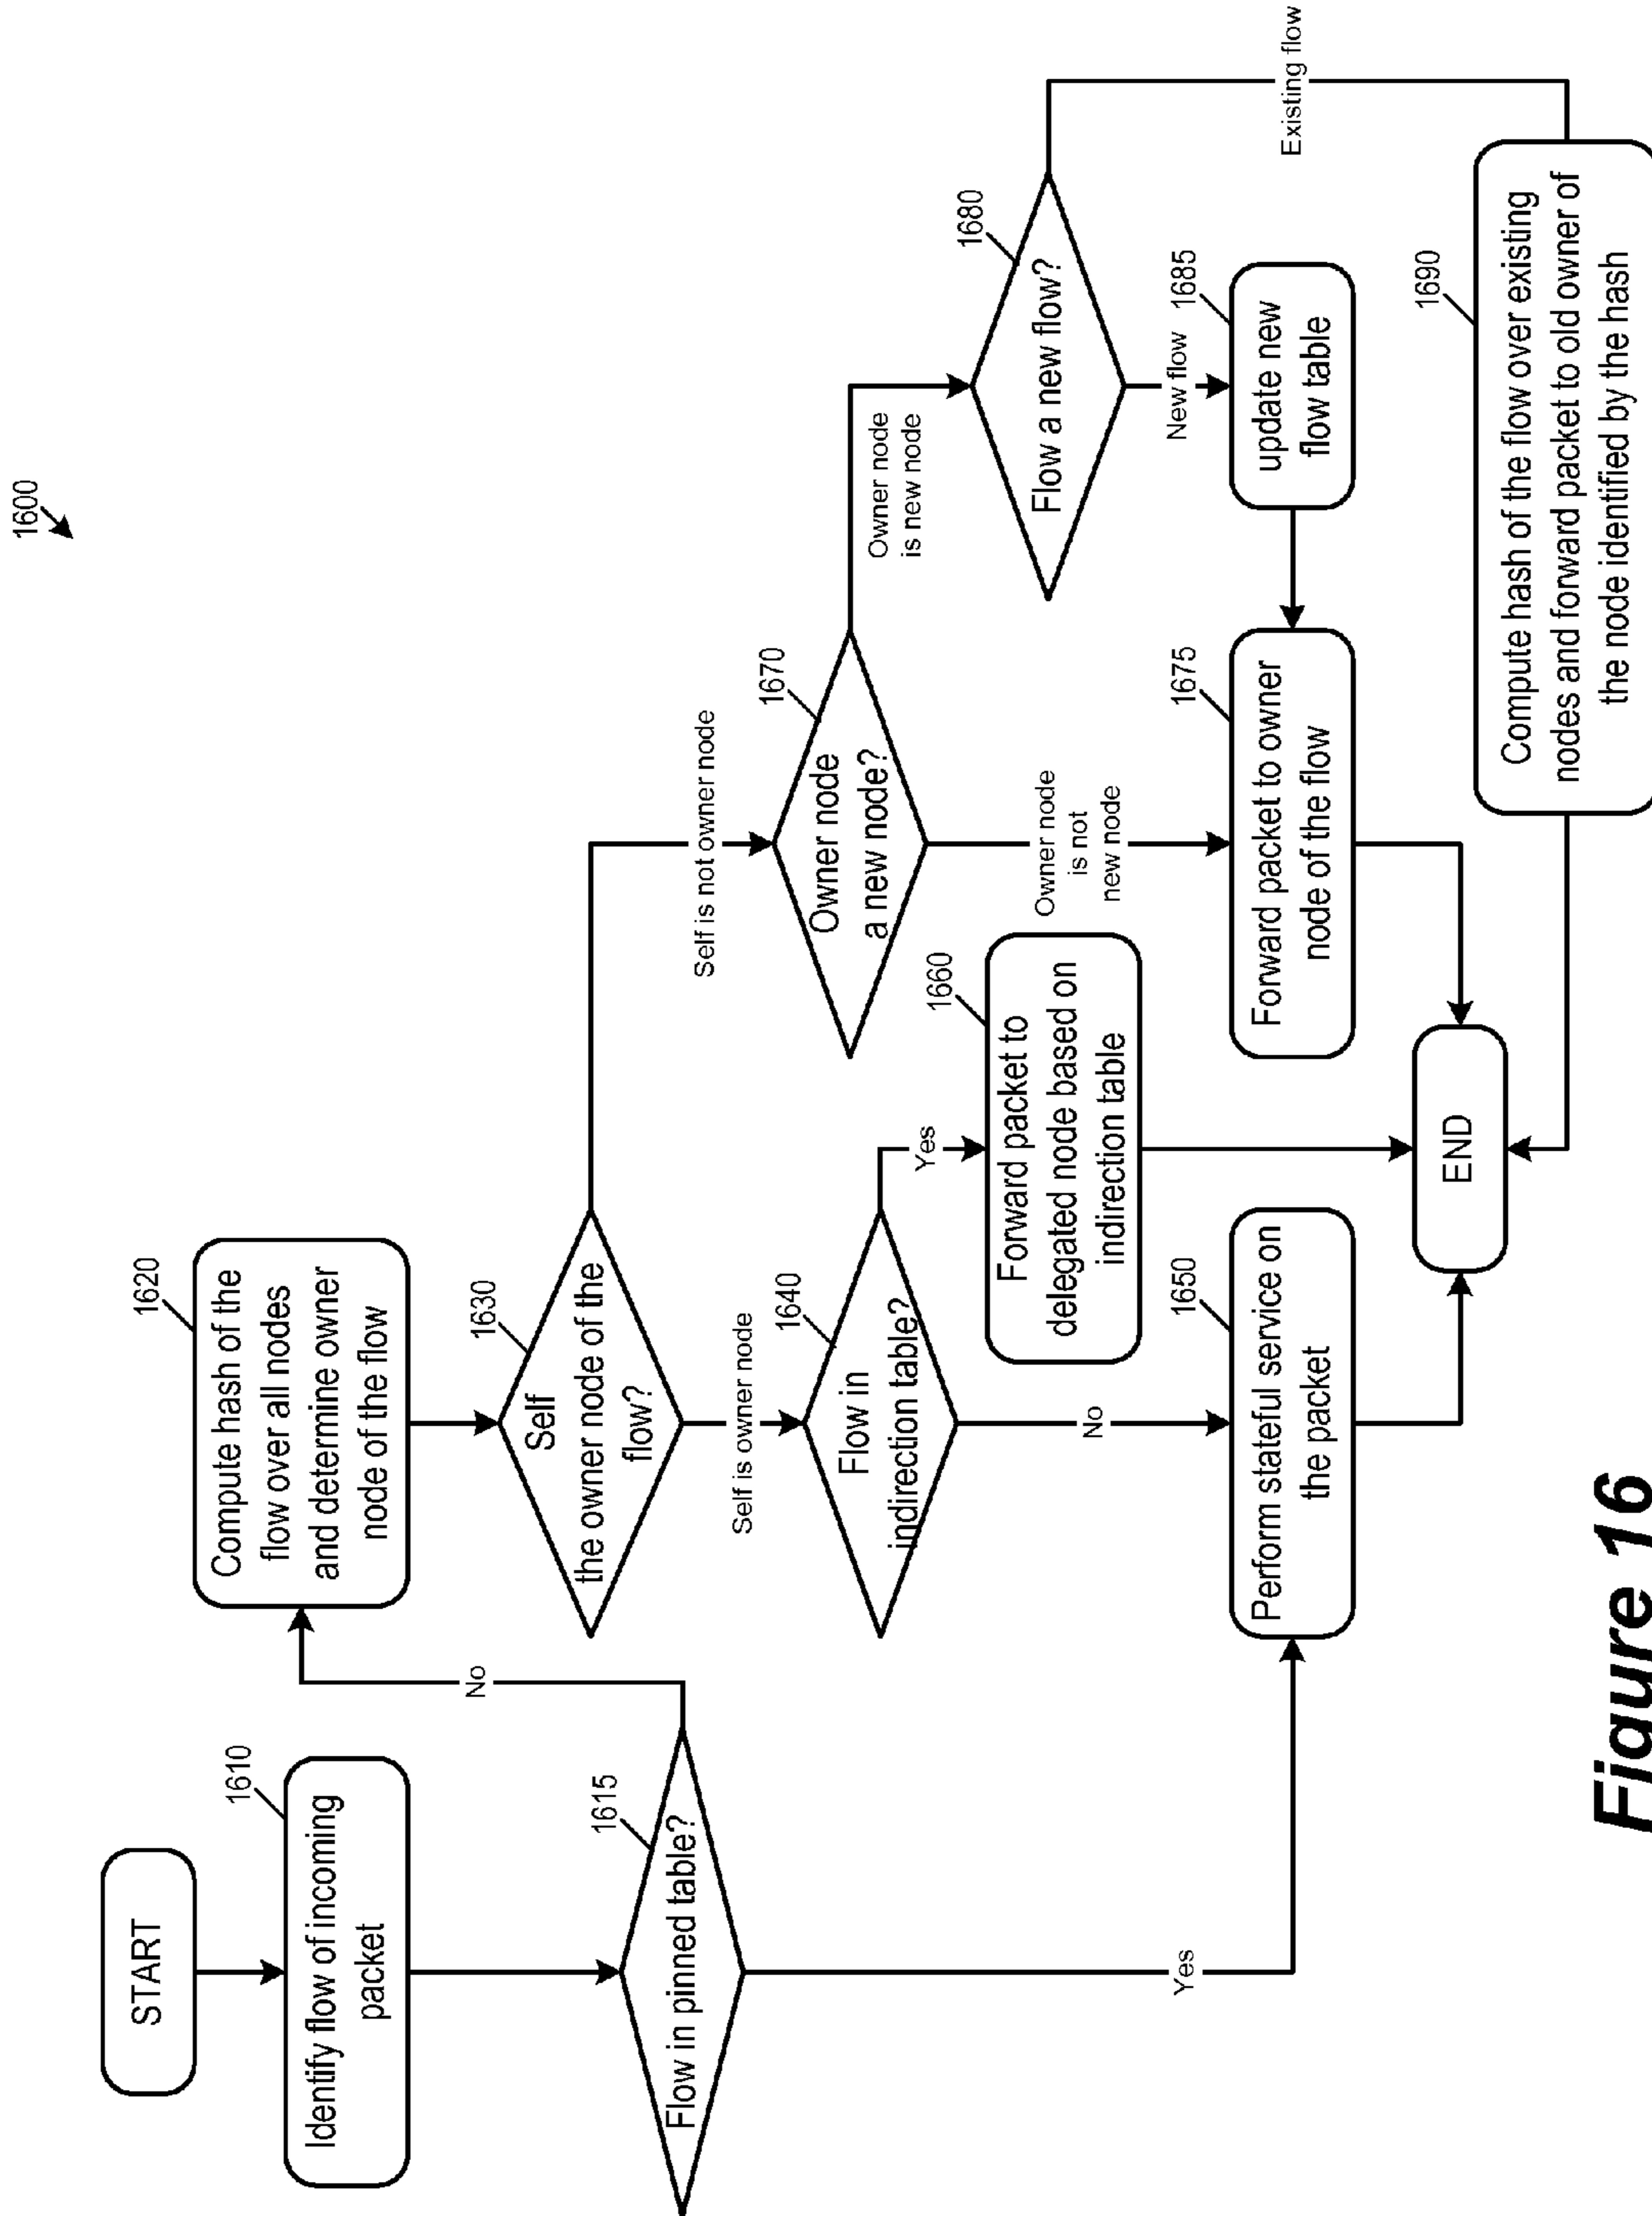 1600
START
1610
Identify flow of incoming
packet
1615
Flow in pinned table?
No
Yes
1620
Compute hash of the
flow over all nodes
and determine owner
node of the flow
1630
Self
the owner node of the
flow?
Self is owner node
Self is not owner node
1640
Flow in
indirection table?
Yes
No
1650
Perform stateful service on
the packet
1660
Forward packet to
delegated node based on
indirection table
1670
Owner node
a new node?
Owner node
is not
new node
Owner node
is new node
1675
Forward packet to owner
node of the flow
1680
Flow a new flow?
New flow
Existing flow
1685
update new
flow table
1690
Compute hash of the flow over existing
nodes and forward packet to old owner of
the node identified by the hash
END
Figure 16